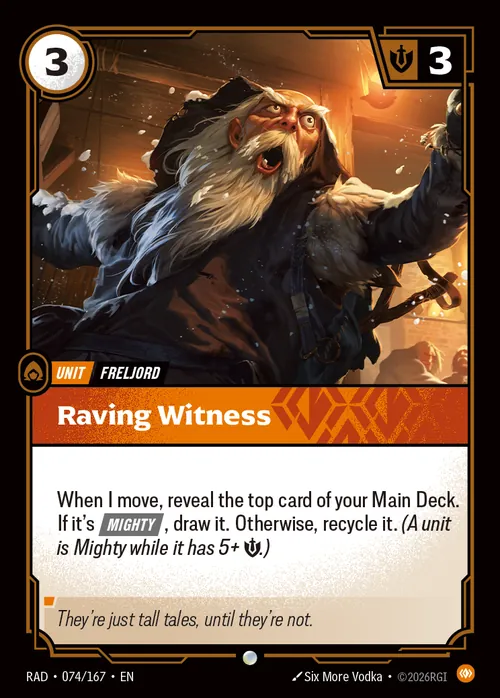 3
3
UNIT FRELJORD
Raving Witness
When I move, reveal the top card of your Main Deck.
If it's MIGHTY, draw it. Otherwise, recycle it. (A unit
is Mighty while it has 5+ .)
They're just tall tales, until they're not.
RAD • 074/167 • EN Six More Vodka • ©2026RGI